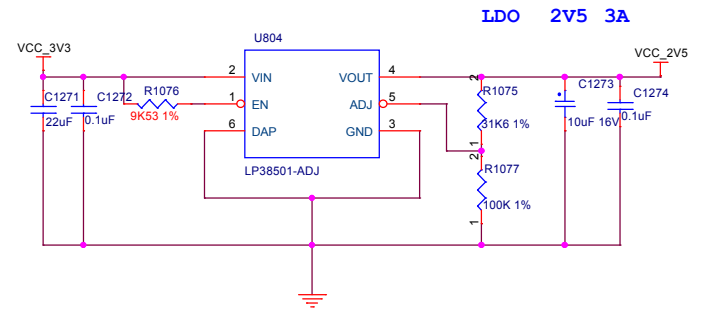 LDO 2V5 3A
VCC_3V3
U804
VCC_2V5
2 VIN VOUT 4
C1271
C1272
R1076
1 EN ADJ 5
2 R1075
C1273
C1274
22uF
0.1uF
9K53 1%
6 DAP GND 3
31K6 1%
10uF 16V
0.1uF
1
2
LP38501-ADJ
R1077
100K 1%
1